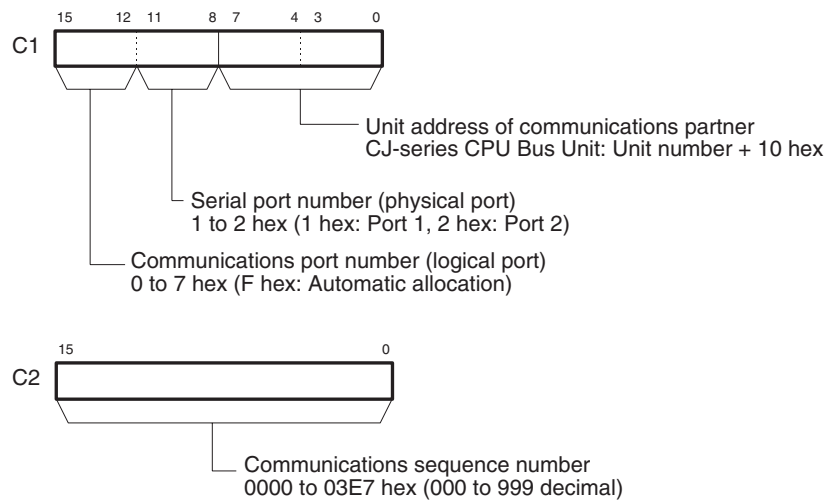 15 12 11 8 7 4 3 0
C1
Unit address of communications partner
CJ-series CPU Bus Unit: Unit number + 10 hex
Serial port number (physical port)
1 to 2 hex (1 hex: Port 1, 2 hex: Port 2)
Communications port number (logical port)
0 to 7 hex (F hex: Automatic allocation)
15 0
C2
Communications sequence number
0000 to 03E7 hex (000 to 999 decimal)